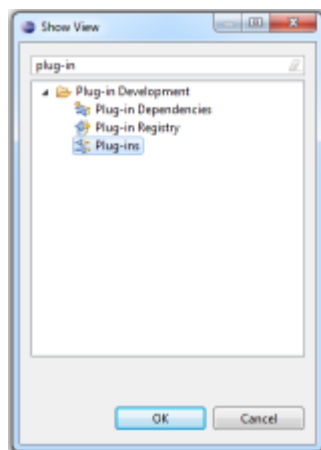 Show View
plug-in
Plug-in Development
Plug-in Dependencies
Plug-in Registry
Plug-ins
OK
Cancel